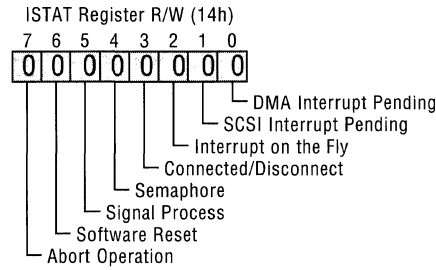 ISTAT Register R/W (14h)
7 6 5 4 3 2 1 0
0 0 0 0 0 0 0 0
DMA Interrupt Pending
SCSI Interrupt Pending
Interrupt on the Fly
Connected/Disconnect
Semaphore
Signal Process
Software Reset
Abort Operation